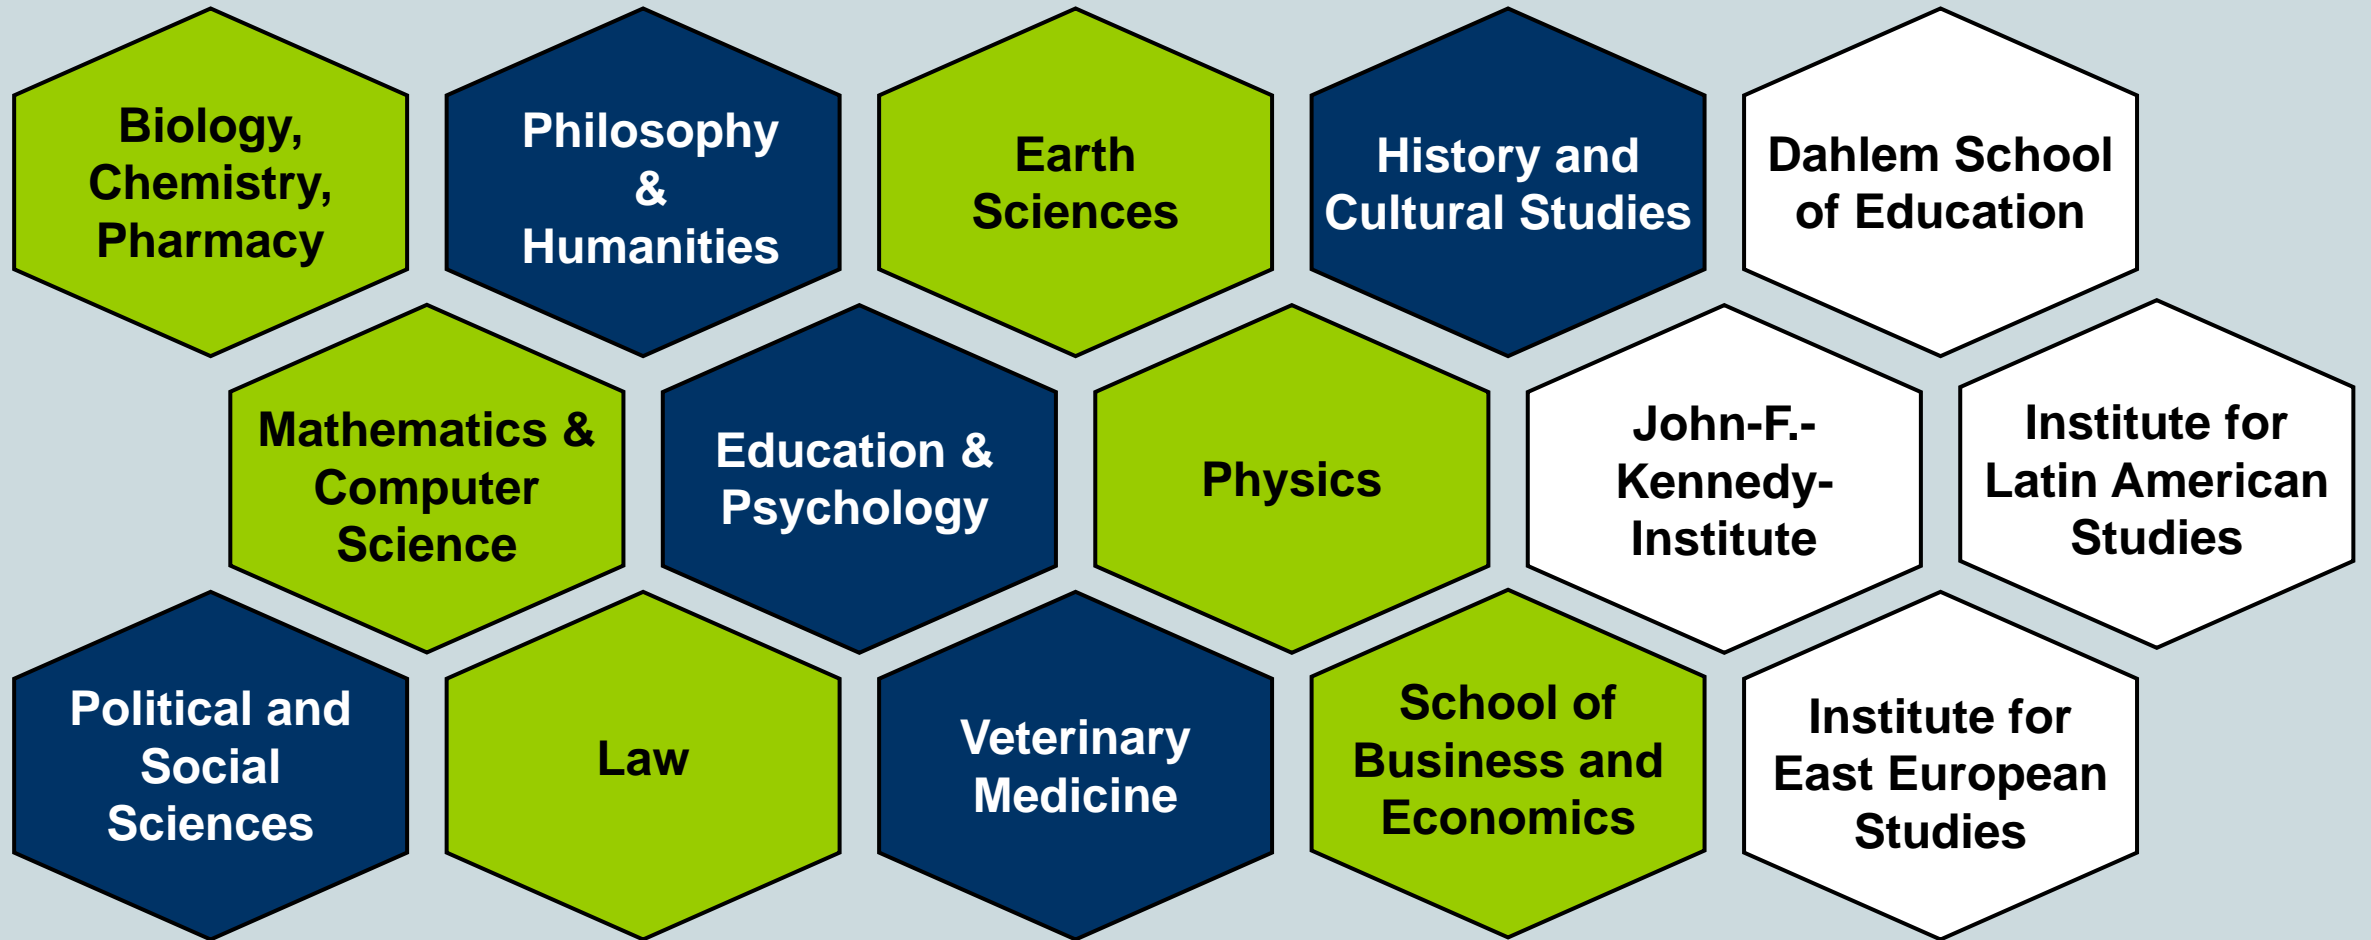 Biology,
Chemistry,
Pharmacy
Philosophy
&
Humanities
Earth
Sciences
History and
Cultural Studies
Dahlem School
of Education
Mathematics &
Computer
Science
Education &
Psychology
Physics
John-F.-
Kennedy-
Institute
Institute for
Latin American
Studies
Political and
Social
Sciences
Law
Veterinary
Medicine
School of
Business and
Economics
Institute for
East European
Studies